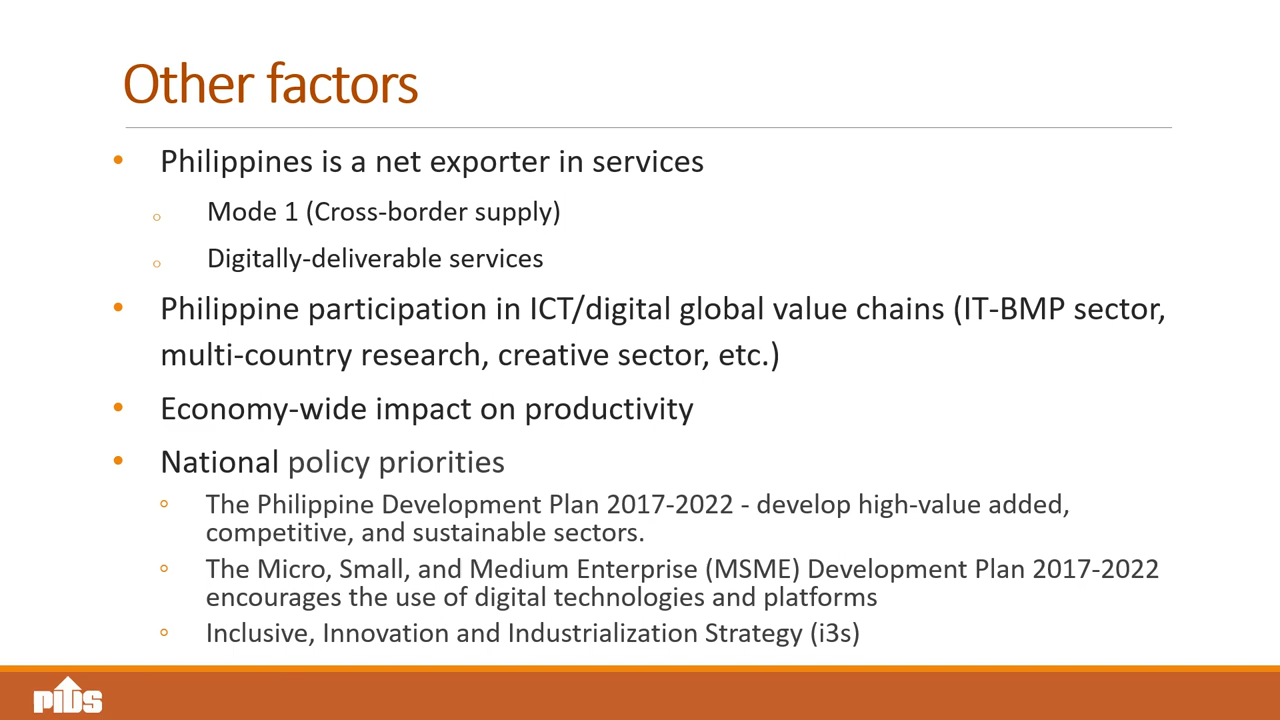 Other factors
• Philippines is a net exporter in services
o Mode 1 (Cross-border supply)
o Digitally-deliverable services
• Philippine participation in ICT/digital global value chains (IT-BMP sector,
multi-country research, creative sector, etc.)
• Economy-wide impact on productivity
• National policy priorities
◦ The Philippine Development Plan 2017-2022 - develop high-value added,
competitive, and sustainable sectors.
◦ The Micro, Small, and Medium Enterprise (MSME) Development Plan 2017-2022
encourages the use of digital technologies and platforms
◦ Inclusive, Innovation and Industrialization Strategy (i3s)
PIDS